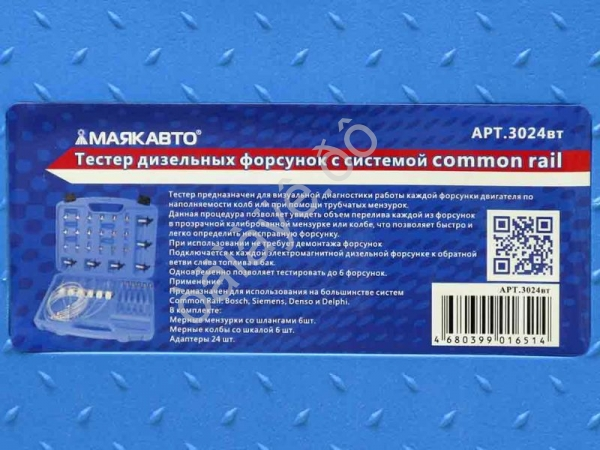 МАЯКАВТО®
АРТ.3024вт
Тестер дизельных форсунок с системой common rail
Тестер предназначен для визуальной диагностики работы каждой форсунки двигателя по
наполняемости колб или при помощи трубчатых мензурок.
Данная процедура позволяет увидеть объем перелива каждой из форсунок
в прозрачной калиброванной мензурке или колбе, что позволяет быстро и
легко определить неисправную форсунку.
При использовании не требует демонтажа форсунок
Подключается к каждой электромагнитной дизельной форсунке к обратной
ветви слива топлива в бак.
Одновременно позволяет тестировать до 6 форсунок.
Применение:
Предназначен для использования на большинстве систем
Common Rail: Bosch, Siemens, Denso и Delphi.
В комплекте:
Мерные мензурки со шлангами 6шт.
Мерные колбы со шкалой 6 шт.
Адаптеры 24 шт.
АРТ.3024вт
4 680399 016514